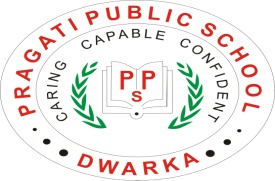 PRAGATI PUBLIC SCHOOL
CARING CAPABLE CONFIDENT
PPS
DWARKA